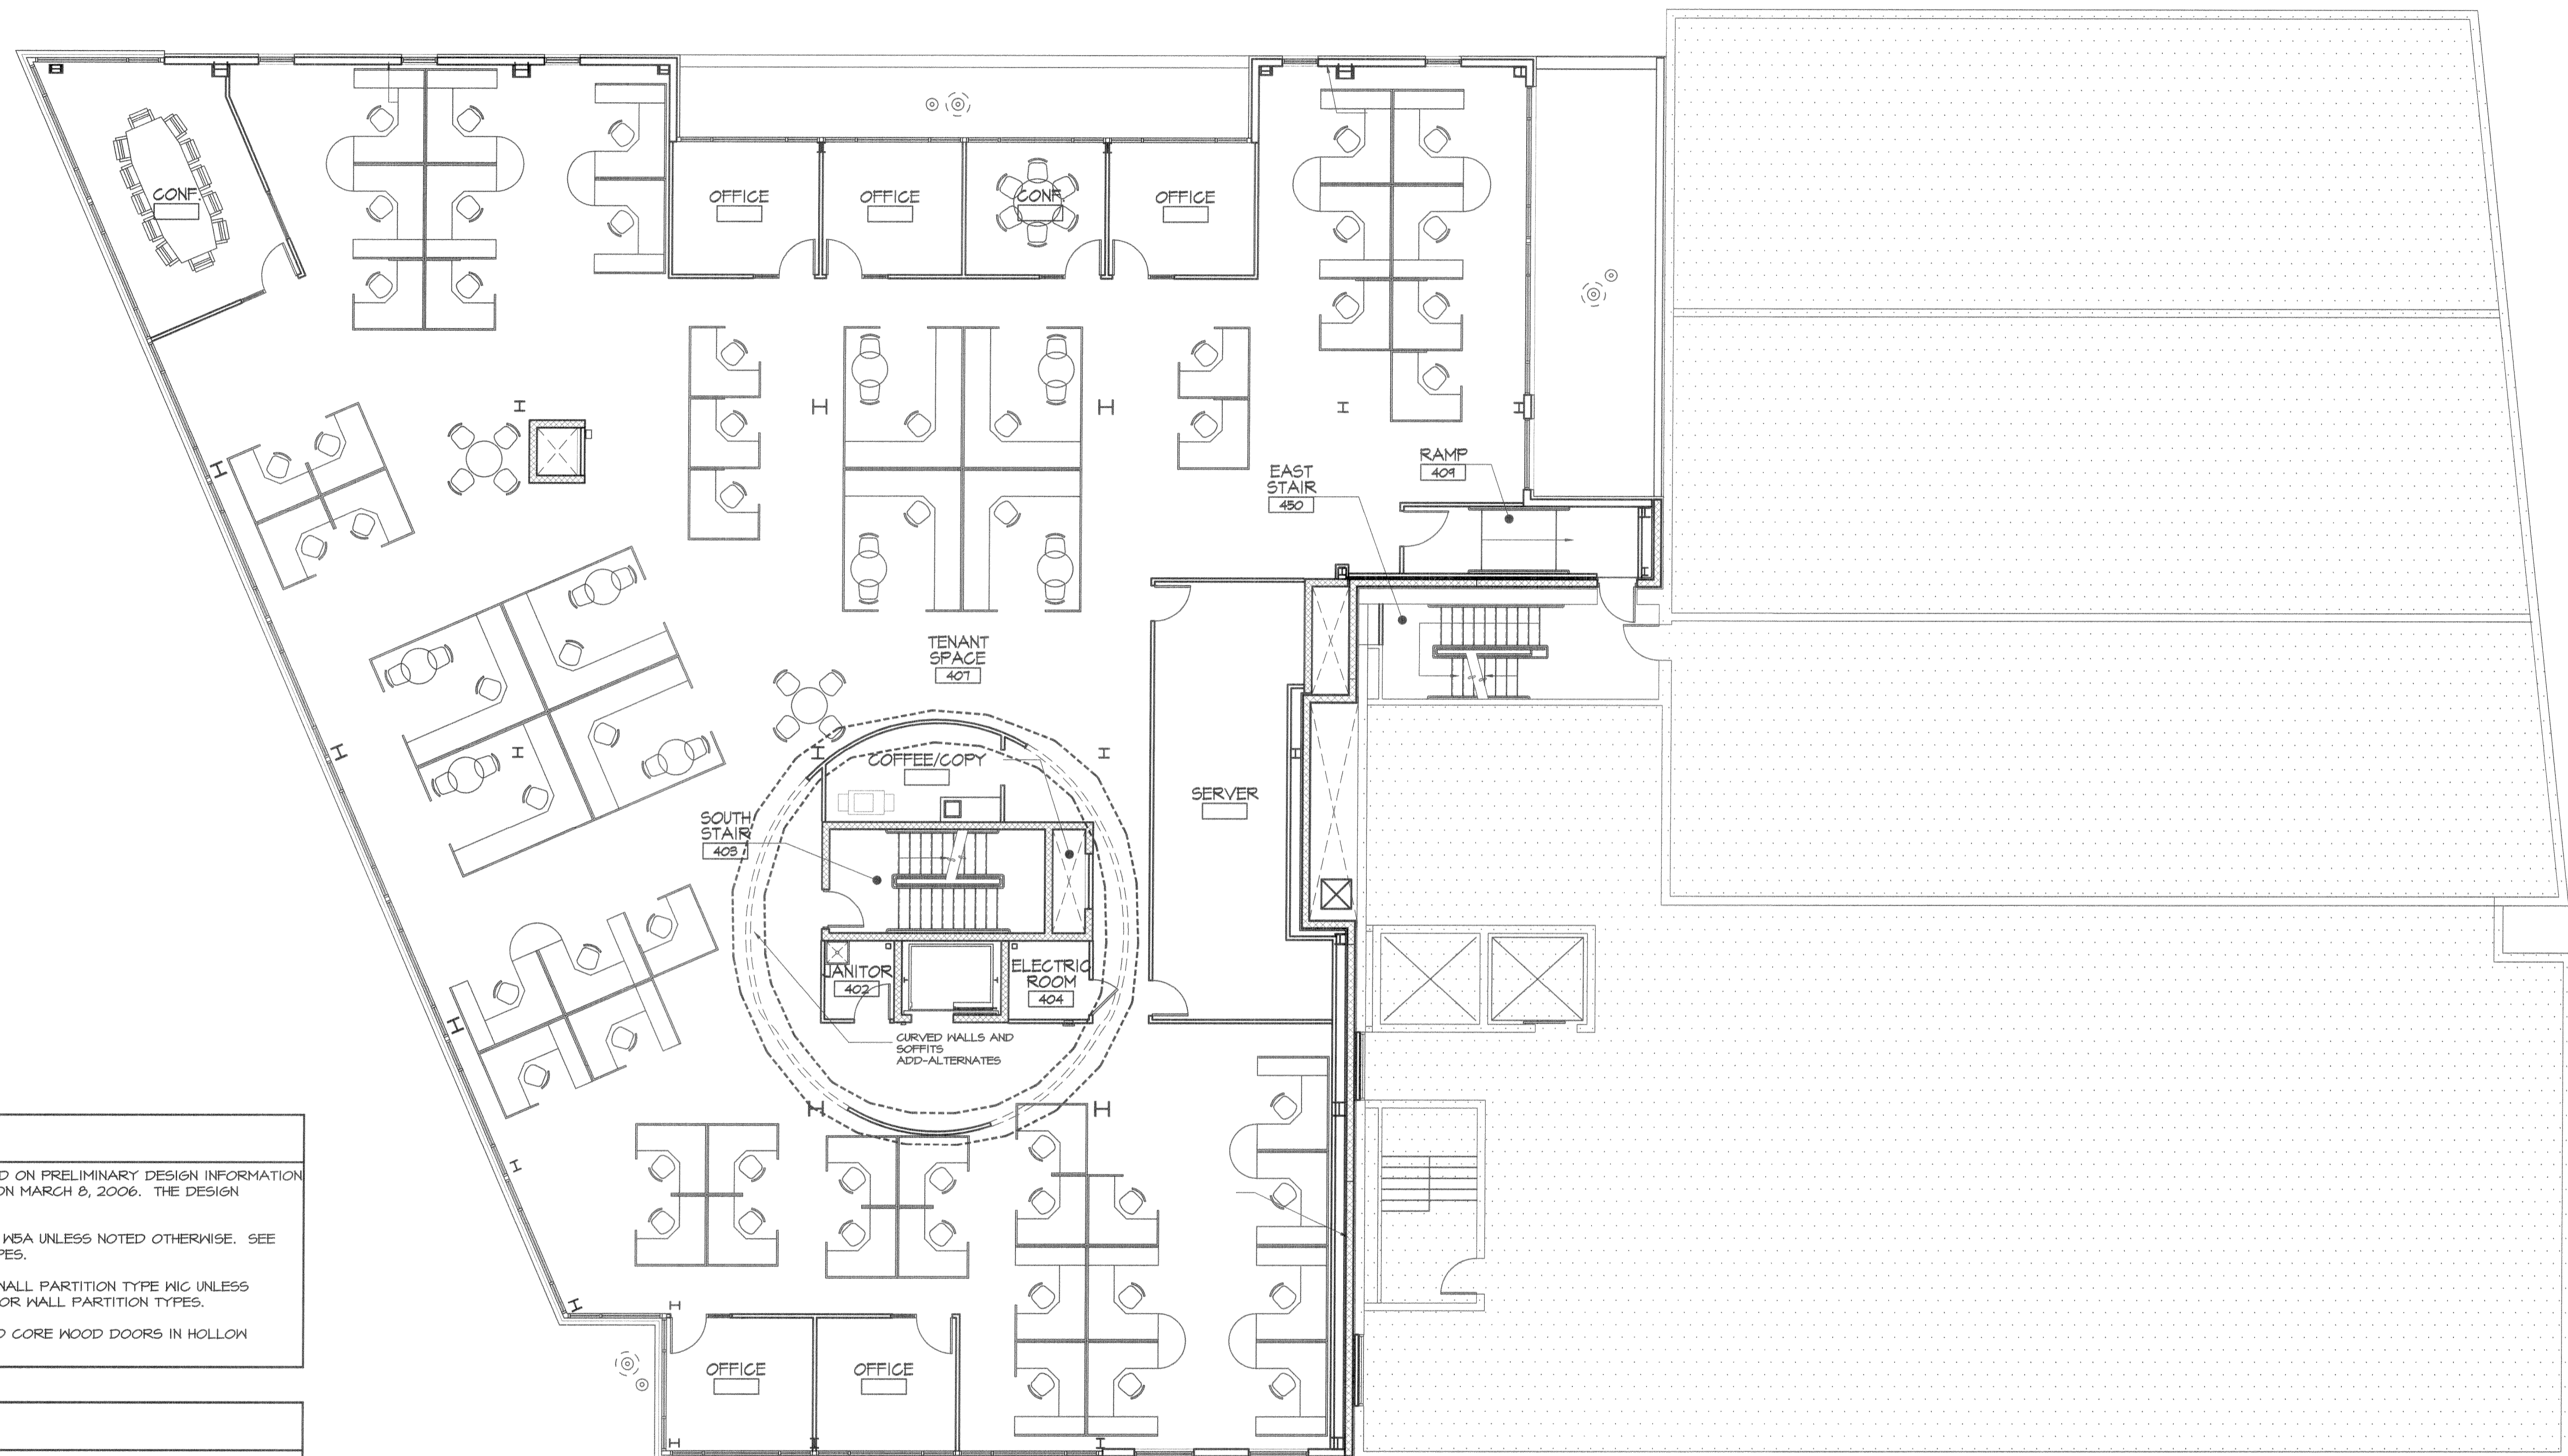 CONF.
OFFICE
OFFICE
CONF.
OFFICE
RAMP
409
EAST
STAIR
450
TENANT
SPACE
407
COFFEE/COPY
SERVER
SOUTH
STAIR
403
JANITOR
402
ELECTRIC
ROOM
404
CURVED WALLS AND
SOFFITS
ADD-ALTERNATES
OFFICE
OFFICE
D ON PRELIMINARY DESIGN INFORMATION
ON MARCH 8, 2006. THE DESIGN
W5A UNLESS NOTED OTHERWISE. SEE
PES.
WALL PARTITION TYPE W1C UNLESS
OR WALL PARTITION TYPES.
D CORE WOOD DOORS IN HOLLOW